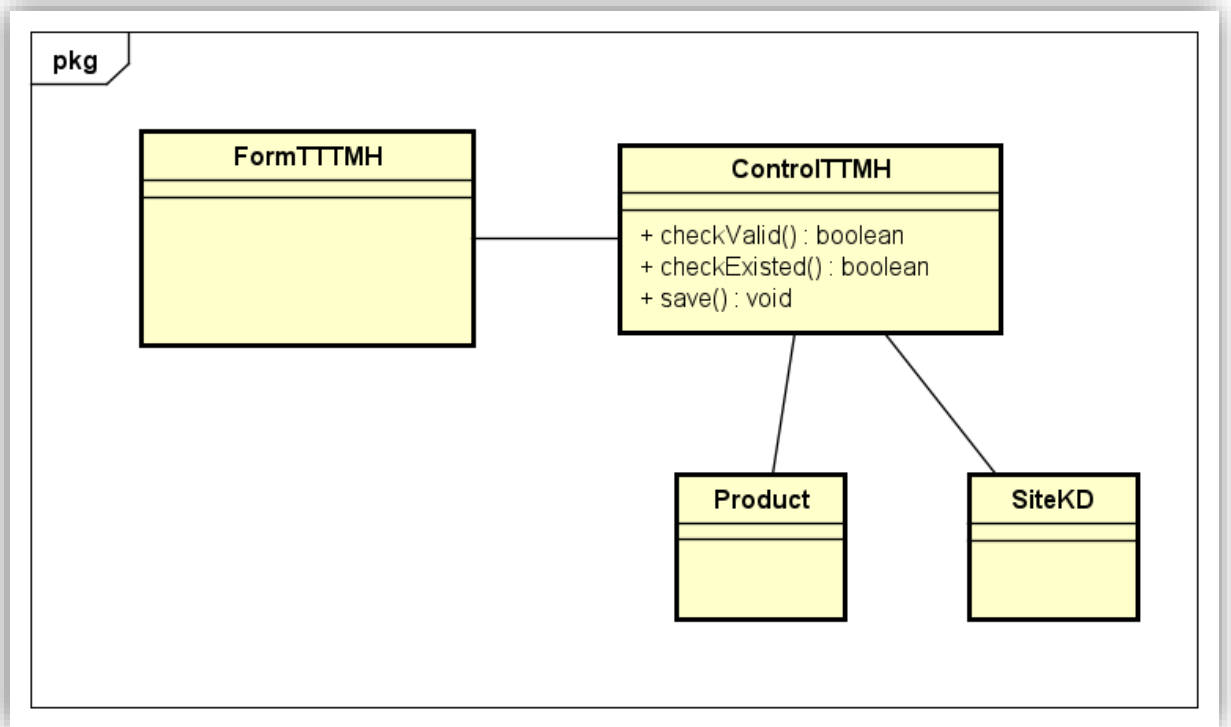 pkg
FormTTTMH
ControlTTMH
+ checkValid() : boolean
+ checkExisted() : boolean
+ save() : void
Product
SiteKD